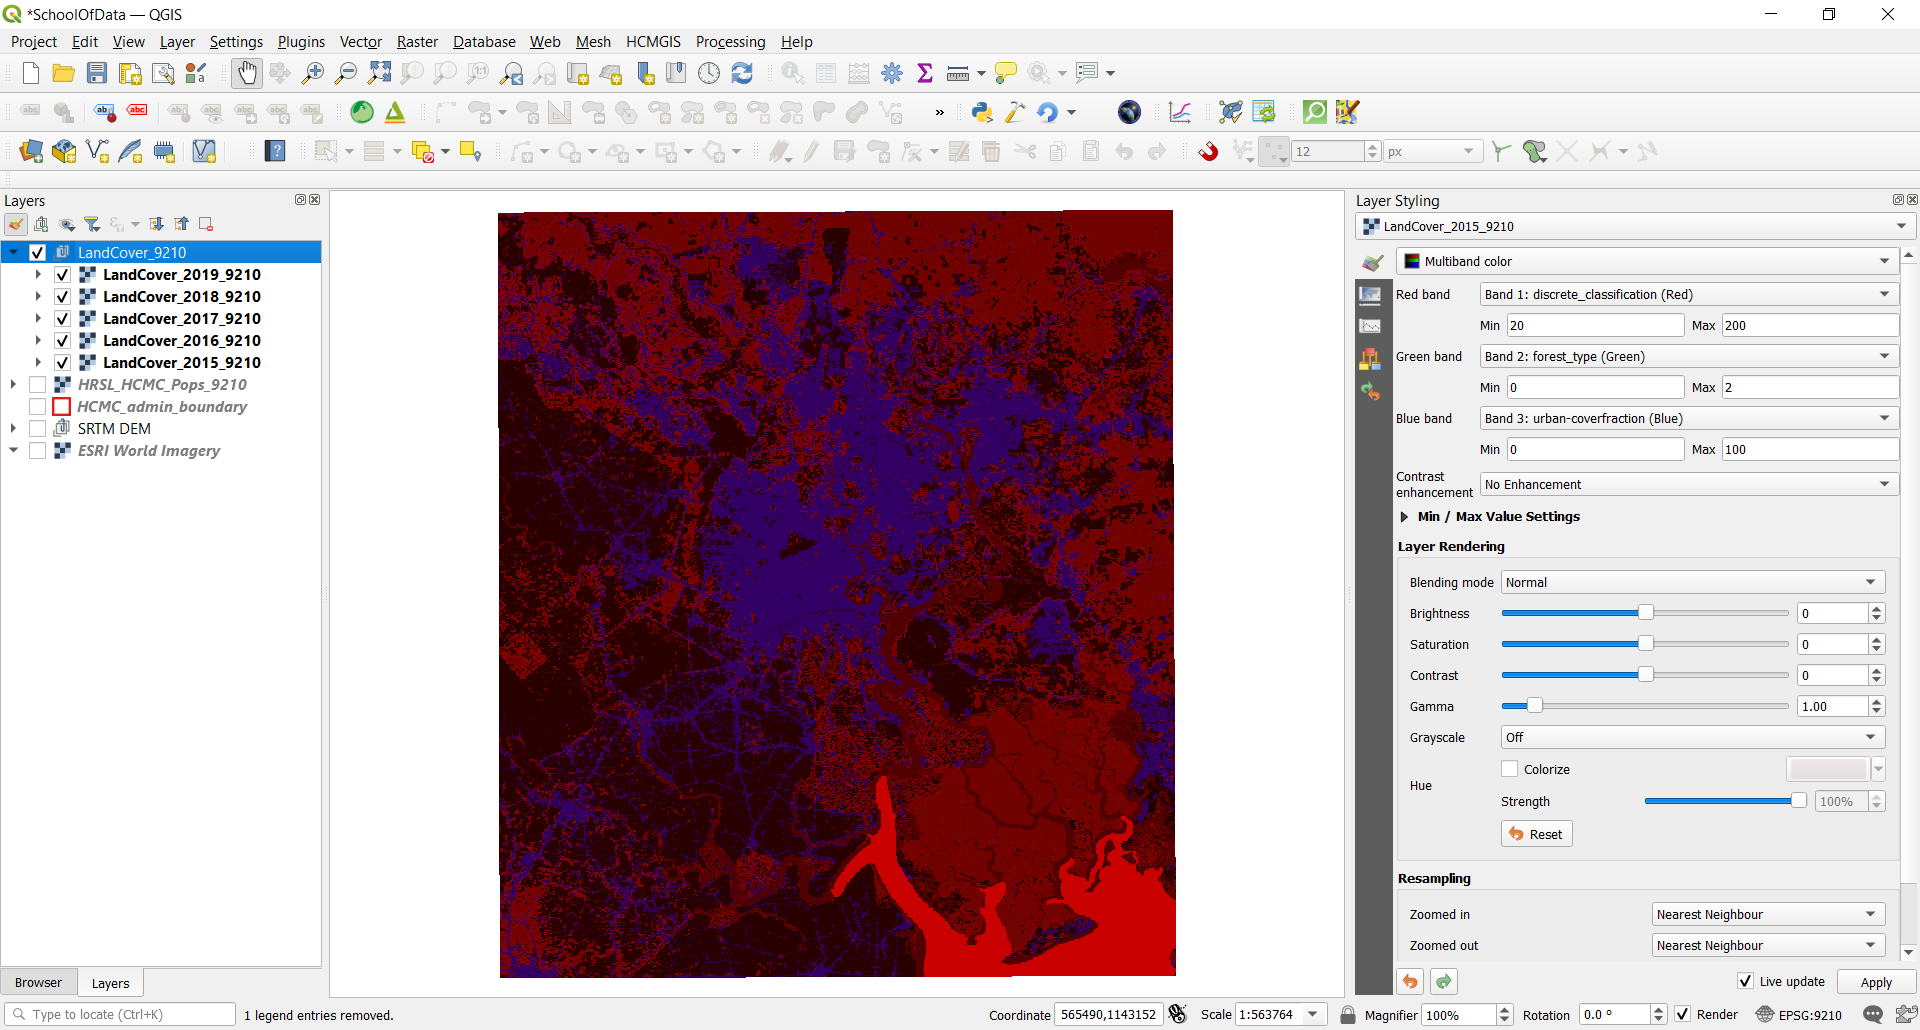 *SchoolOfData — QGIS
Project Edit View Layer Settings Plugins Vector Raster Database Web Mesh HCMGIS Processing Help
12 px
Layers
LandCover_9210
LandCover_2019_9210
LandCover_2018_9210
LandCover_2017_9210
LandCover_2016_9210
LandCover_2015_9210
HRSL_HCMC_Pops_9210
HCMC_admin_boundary
SRTM DEM
ESRI World Imagery
Browser Layers
Layer Styling
LandCover_2015_9210
Multiband color
Red band Band 1: discrete_classification (Red)
Min 20 Max 200
Green band Band 2: forest_type (Green)
Min 0 Max 2
Blue band Band 3: urban-coverfraction (Blue)
Min 0 Max 100
Contrast enhancement No Enhancement
Min / Max Value Settings
Layer Rendering
Blending mode Normal
Brightness 0
Saturation 0
Contrast 0
Gamma 1.00
Grayscale Off
Hue Colorize
Strength 100%
Reset
Resampling
Zoomed in Nearest Neighbour
Zoomed out Nearest Neighbour
Live update Apply
Type to locate (Ctrl+K) 1 legend entries removed. Coordinate 565490,1143152 Scale 1:563764 Magnifier 100% Rotation 0.0 ° Render EPSG:9210